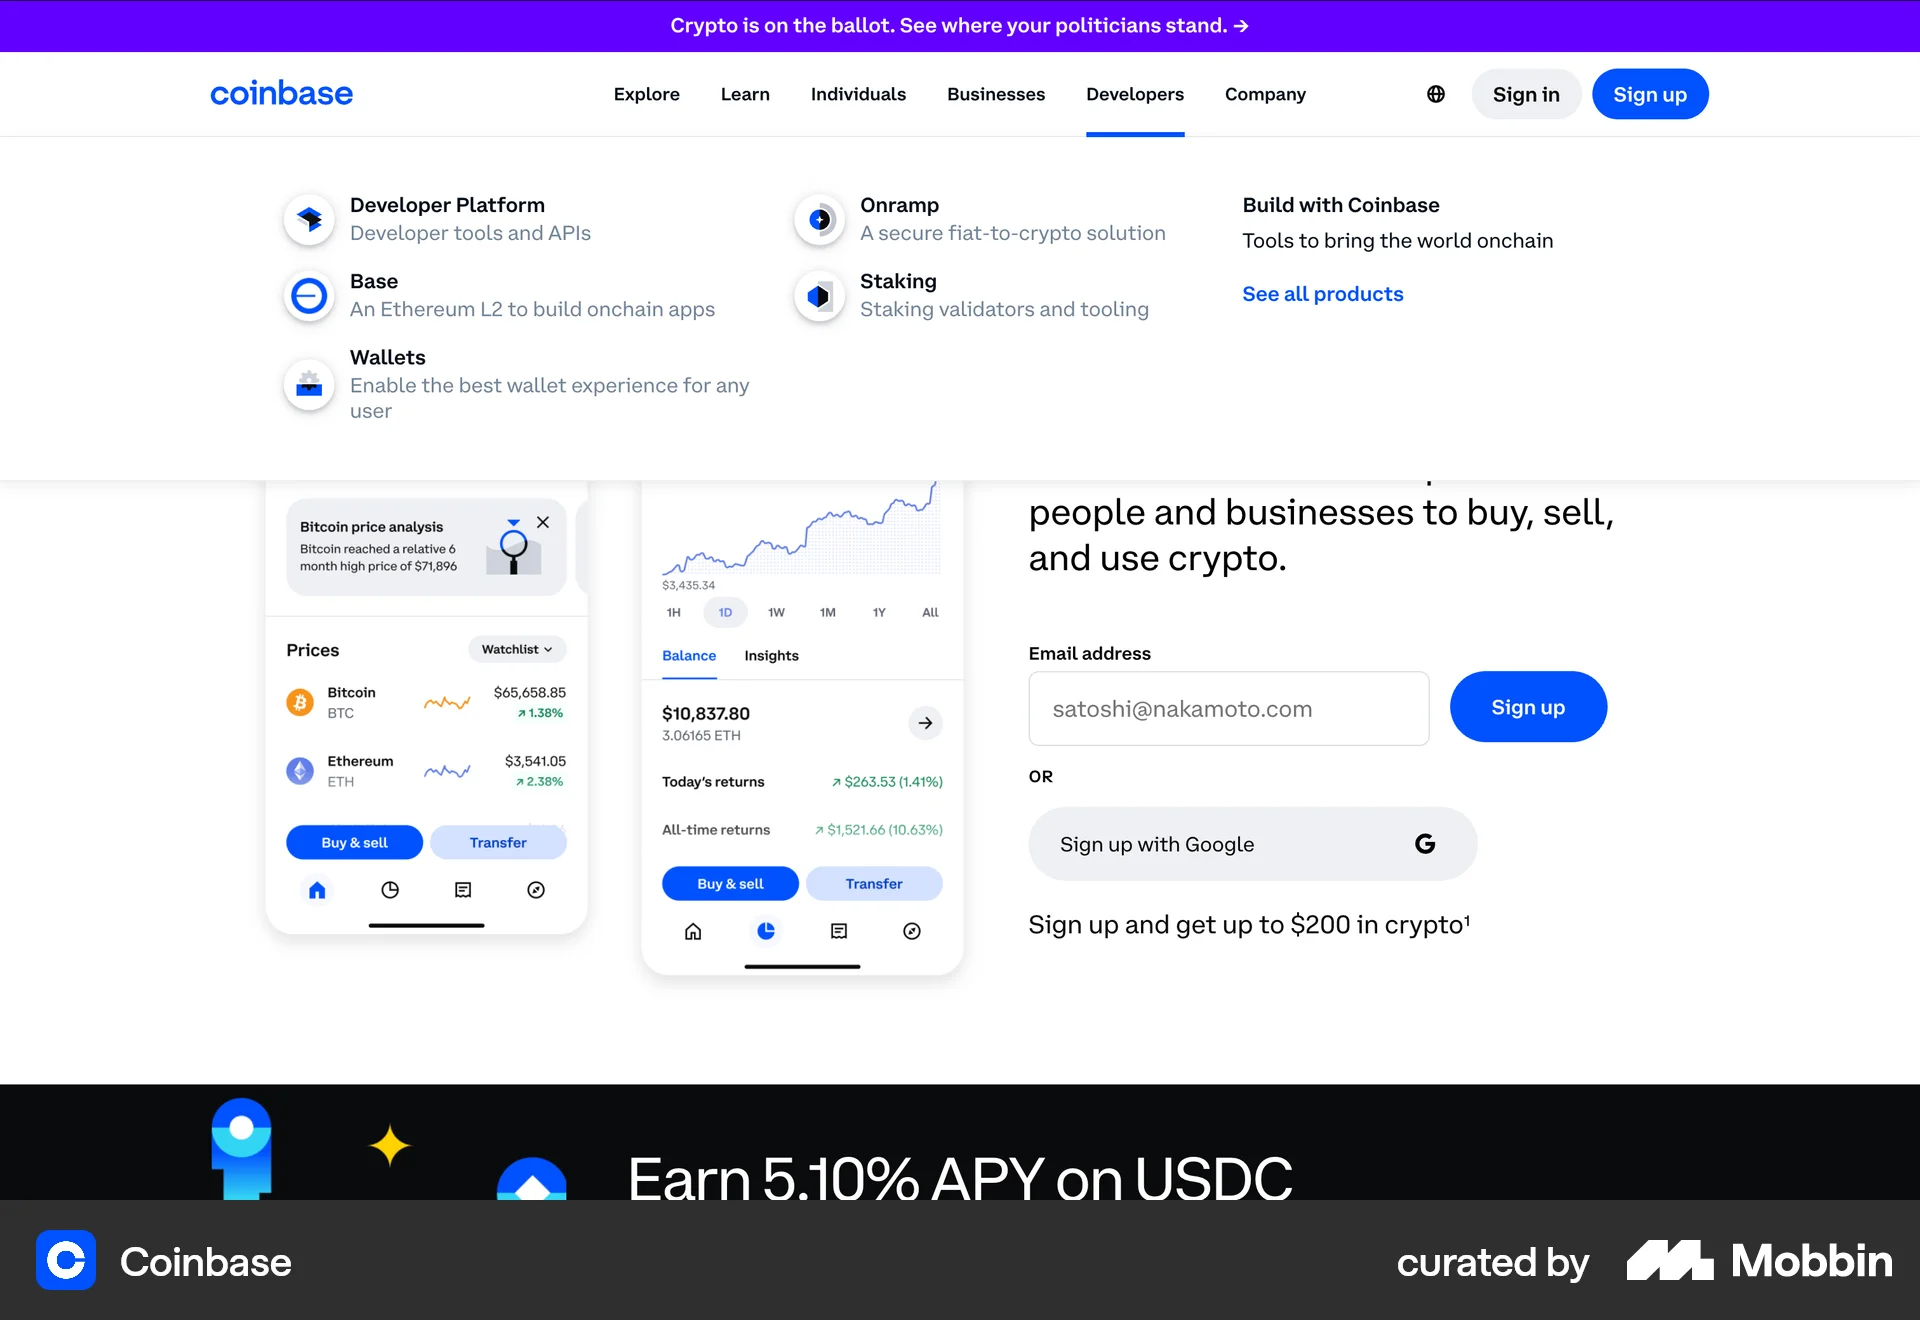 Crypto is on the ballot. See where your politicians stand. →
coinbase
Explore
Learn
Individuals
Businesses
Developers
Company
Sign in
Sign up
Developer Platform
Developer tools and APIs
Base
An Ethereum L2 to build onchain apps
Wallets
Enable the best wallet experience for any
user
Onramp
A secure fiat-to-crypto solution
Staking
Staking validators and tooling
Build with Coinbase
Tools to bring the world onchain
See all products
Bitcoin price analysis
Bitcoin reached a relative 6
month high price of $71,896
Prices
Watchlist
Bitcoin
BTC
$65,658.85
↗ 1.38%
Ethereum
ETH
$3,541.05
↗ 2.38%
Buy & sell
Transfer
$3,435.34
1H
1D
1W
1M
1Y
All
Balance
Insights
$10,837.80
3.06165 ETH
Today's returns
↗ $263.53 (1.41%)
All-time returns
↗ $1,521.66 (10.63%)
Buy & sell
Transfer
people and businesses to buy, sell,
and use crypto.
Email address
satoshi@nakamoto.com
Sign up
OR
Sign up with Google
G
Sign up and get up to $200 in crypto¹
Earn 5.10% APY on USDC
Coinbase
curated by
Mobbin